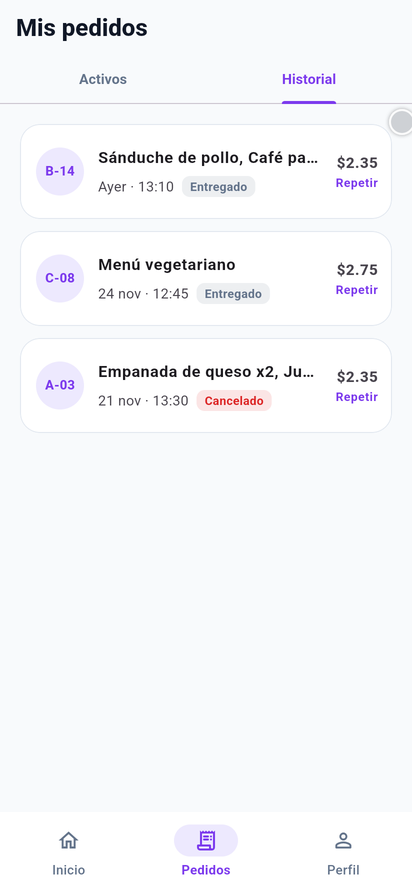 Mis pedidos
Activos
Historial
B-14
Sánduche de pollo, Café pa...
$2.35
Ayer · 13:10
Entregado
Repetir
C-08
Menú vegetariano
$2.75
24 nov · 12:45
Entregado
Repetir
A-03
Empanada de queso x2, Ju...
$2.35
21 nov · 13:30
Cancelado
Repetir
Inicio
Pedidos
Perfil